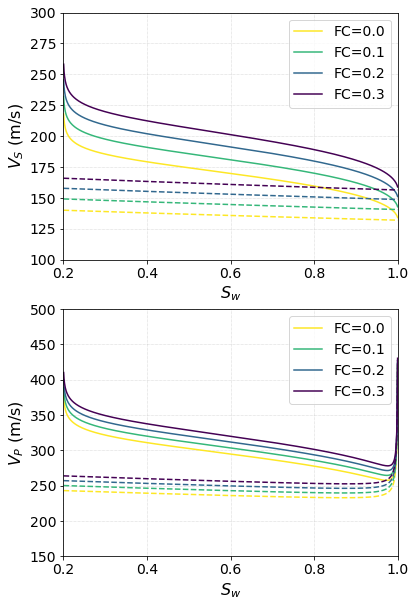 300
275
250
225
200
175
150
125
100
V_S (m/s)
FC=0.0
FC=0.1
FC=0.2
FC=0.3
0.2 0.4 0.6 0.8 1.0
S_w
500
450
400
350
300
250
200
150
V_P (m/s)
FC=0.0
FC=0.1
FC=0.2
FC=0.3
0.2 0.4 0.6 0.8 1.0
S_w